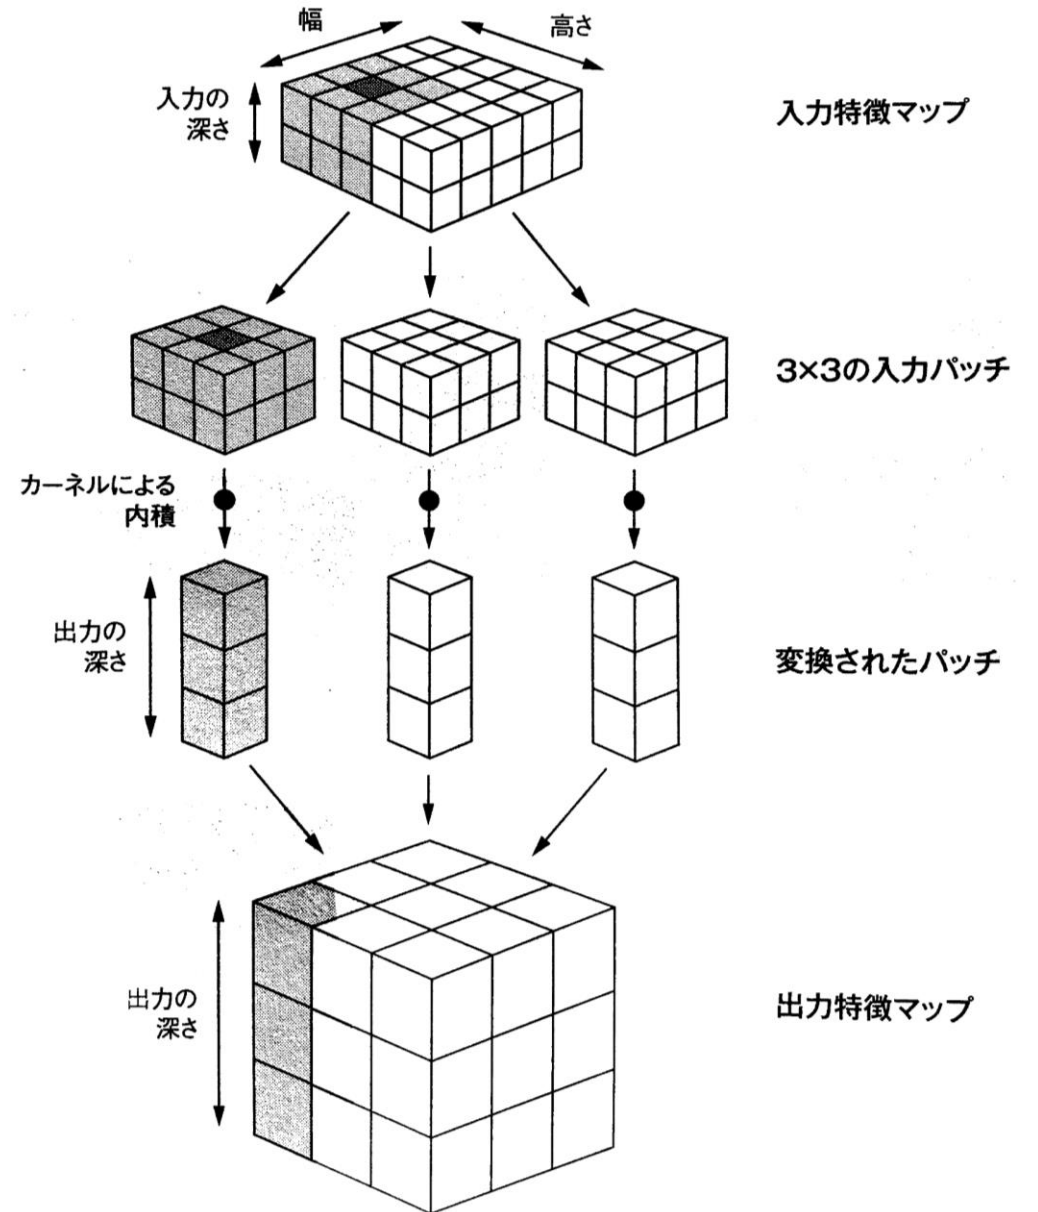 幅
高さ
入力の
深さ
入力特徴マップ
3×3の入力パッチ
カーネルによる
内積
出力の
深さ
変換されたパッチ
出力の
深さ
出力特徴マップ